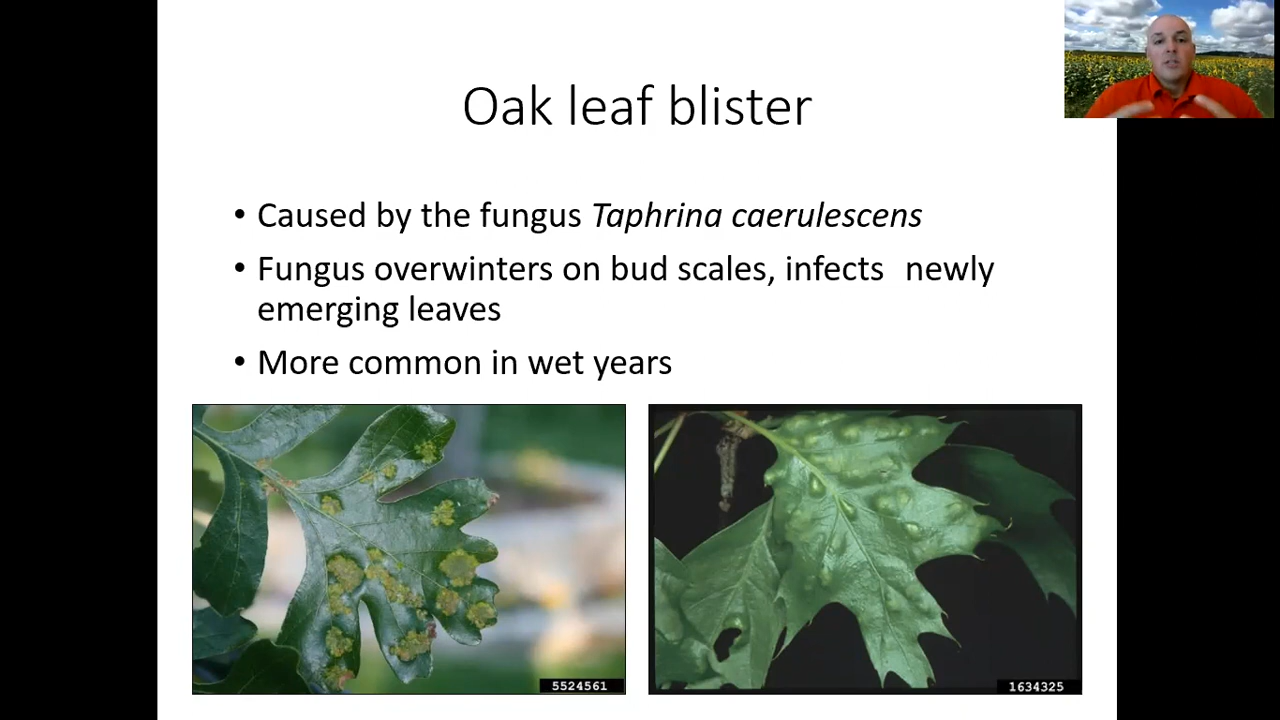 Oak leaf blister
• Caused by the fungus Taphrina caerulescens
• Fungus overwinters on bud scales, infects newly
emerging leaves
• More common in wet years
5524561
1634325